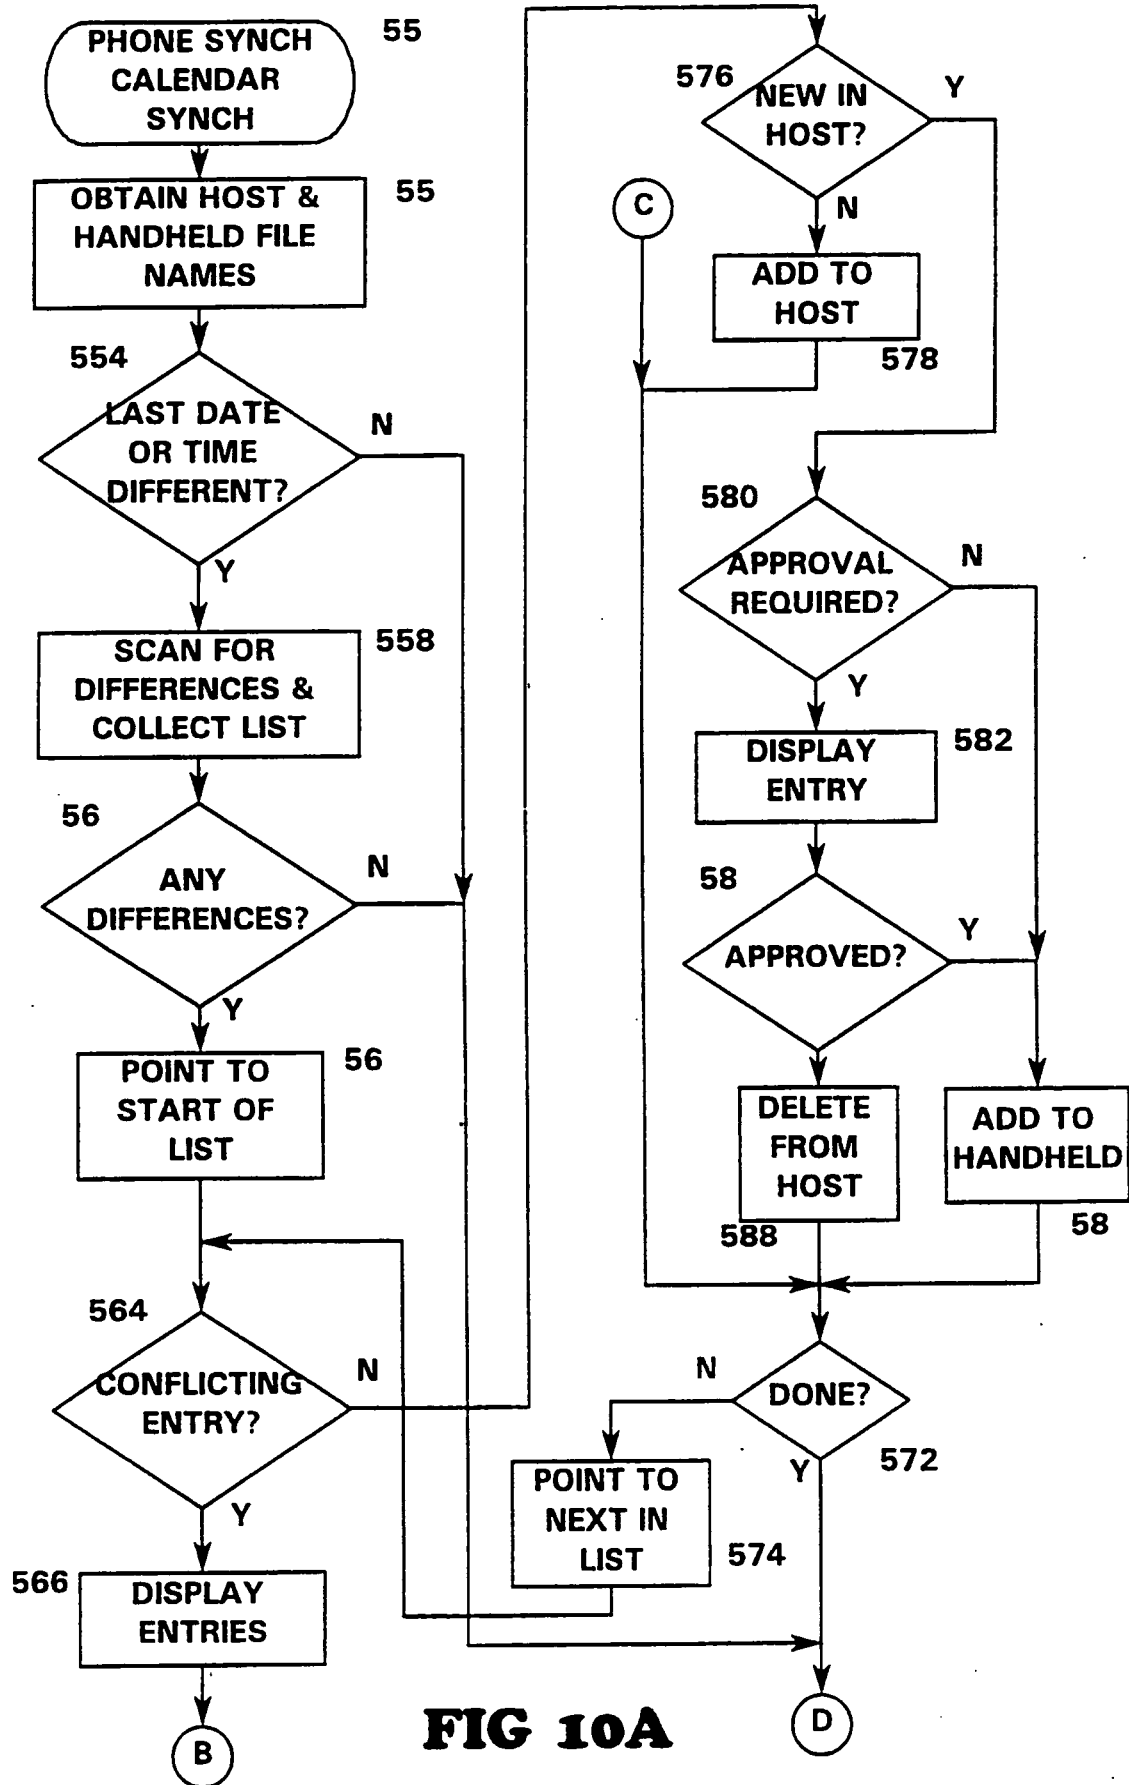 PHONE SYNCH
CALENDAR
SYNCH
55
OBTAIN HOST &
HANDHELD FILE
NAMES
55
554
LAST DATE
OR TIME
DIFFERENT?
N
Y
SCAN FOR
DIFFERENCES &
COLLECT LIST
558
56
ANY
DIFFERENCES?
N
Y
POINT TO
START OF
LIST
56
564
CONFLICTING
ENTRY?
N
Y
566
DISPLAY
ENTRIES
B
576
NEW IN
HOST?
Y
N
C
ADD TO
HOST
578
580
APPROVAL
REQUIRED?
N
Y
DISPLAY
ENTRY
582
58
APPROVED?
Y
DELETE
FROM
HOST
588
ADD TO
HANDHELD
58
DONE?
N
Y
572
POINT TO
NEXT IN
LIST
574
D
FIG 10A